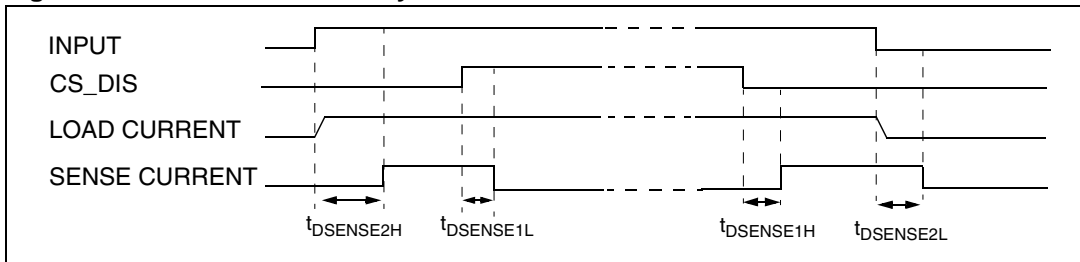 INPUT
CS_DIS
LOAD CURRENT
SENSE CURRENT
tDSENSE2H
tDSENSE1L
tDSENSE1H
tDSENSE2L